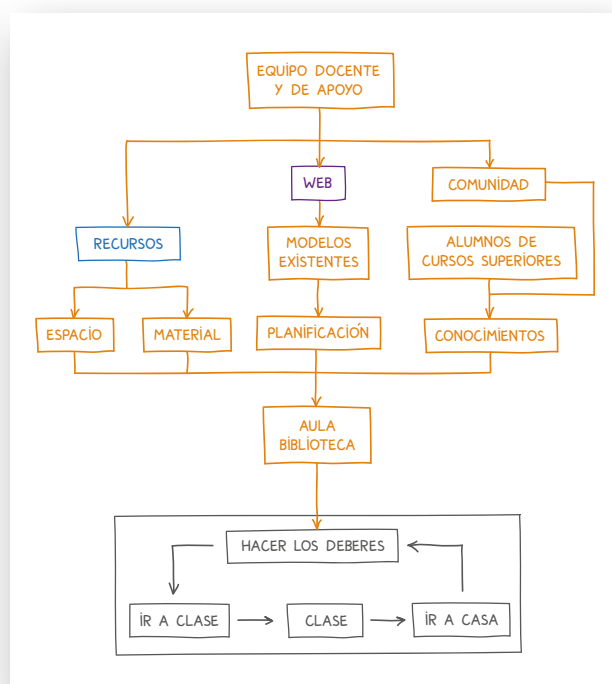 EQUIPO DOCENTE
Y DE APOYO
WEB
COMUNIDAD
RECURSOS
MODELOS
EXISTENTES
ALUMNOS DE
CURSOS SUPERIORES
ESPACIO
MATERIAL
PLANIFICACIÓN
CONOCIMIENTOS
AULA
BIBLIOTECA
HACER LOS DEBERES
IR A CLASE
CLASE
IR A CASA